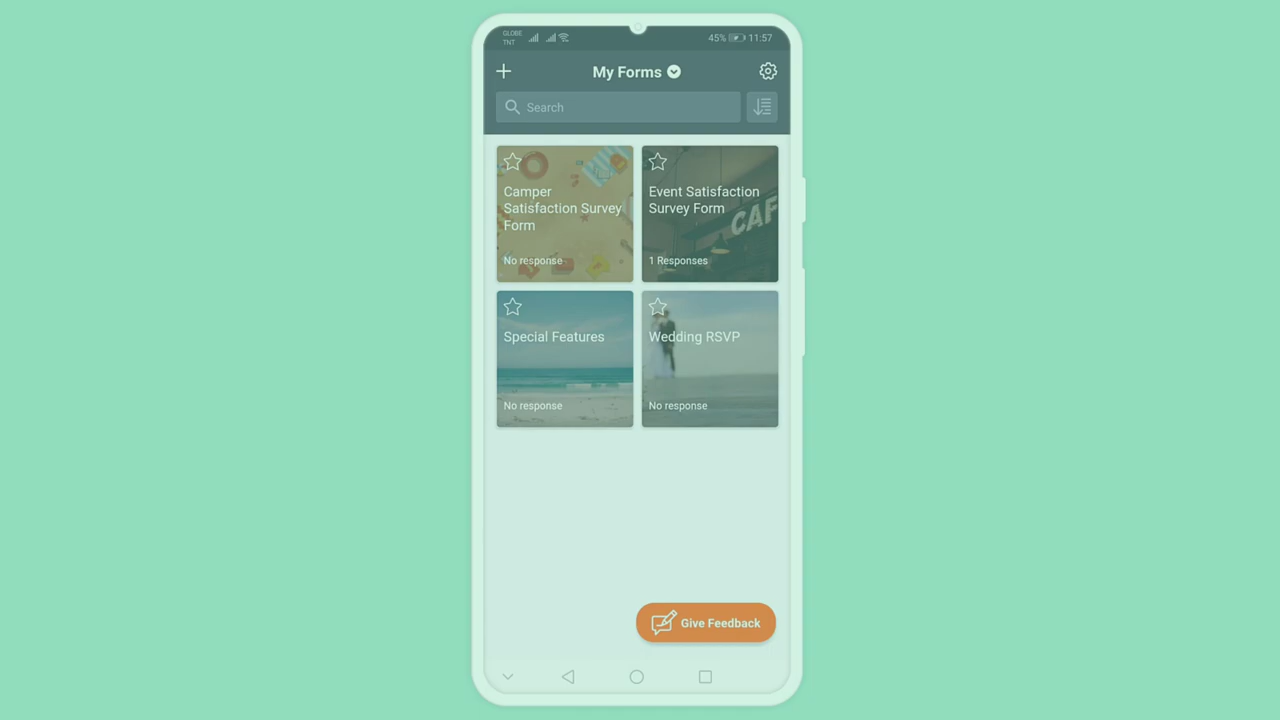 GLOBE
TNT
45% 11:57
My Forms
Search
Camper
Satisfaction Survey
Form
No response
Event Satisfaction
Survey Form
CAF
1 Responses
Special Features
No response
Wedding RSVP
No response
Give Feedback